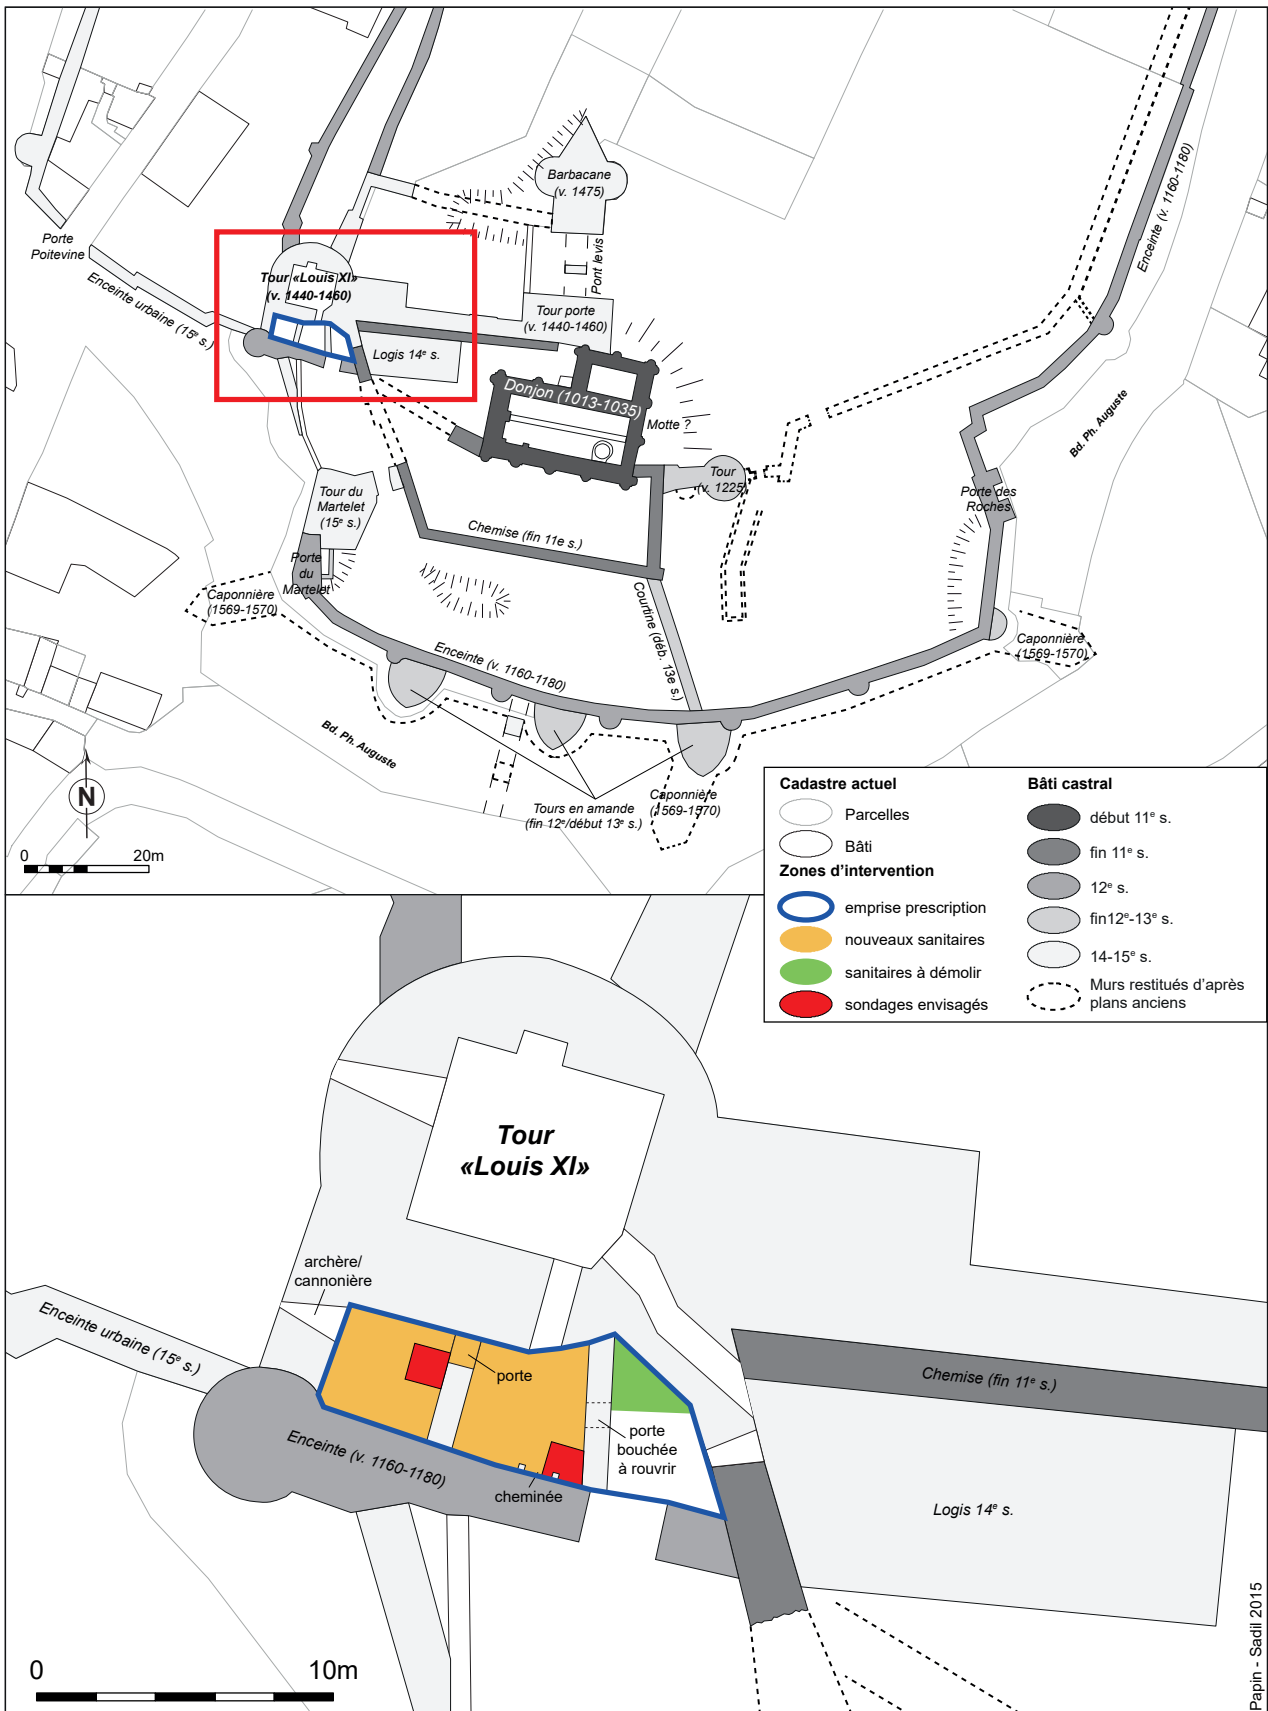 Barbacane
(v. 1475)
Porte
Poitevine
Enceinte urbaine (15e s.)
Tour «Louis XI»
(v. 1440-1460)
Pont levis
Tour porte
(v. 1440-1460)
Logis 14e s.
Donjon (1013-1035)
Motte ?
Enceinte (v. 1160-1180)
Bd. Ph. Auguste
Tour
(v. 1225)
Porte des
Roches
Tour du
Martelet
(15e s.)
Chemise (fin 11e s.)
Porte
du
Martelet
Caponnière
(1569-1570)
Courtine (déb. 13e s.)
Enceinte (v. 1160-1180)
Caponnière
(1569-1570)
Bd. Ph. Auguste
N
0 20m
Tours en amande
(fin 12e/début 13e s.)
Caponnière
(1569-1570)
Cadastre actuel
Parcelles
Bâti
Zones d'intervention
emprise prescription
nouveaux sanitaires
sanitaires à démolir
sondages envisagés
Bâti castral
début 11e s.
fin 11e s.
12e s.
fin12e-13e s.
14-15e s.
Murs restitués d'après
plans anciens
Tour
«Louis XI»
archère/
cannonière
Enceinte urbaine (15e s.)
porte
Chemise (fin 11e s.)
porte
bouchée
à rouvrir
Enceinte (v. 1160-1180)
cheminée
Logis 14e s.
0 10m
Papin - Sadil 2015